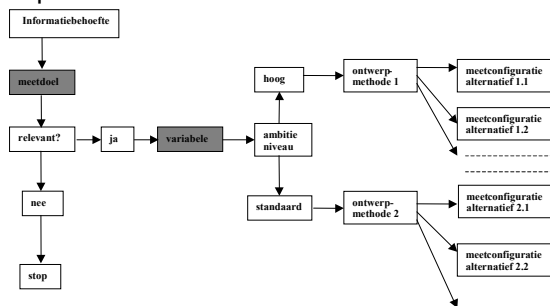 Informatiebehoefte
meetdoel
relevant?
ja
variabele
hoog
ambitie
niveau
standaard
ontwerp-
methode 1
meetconfiguratie
alternatief 1.1
meetconfiguratie
alternatief 1.2
ontwerp-
methode 2
meetconfiguratie
alternatief 2.1
meetconfiguratie
alternatief 2.2
nee
stop